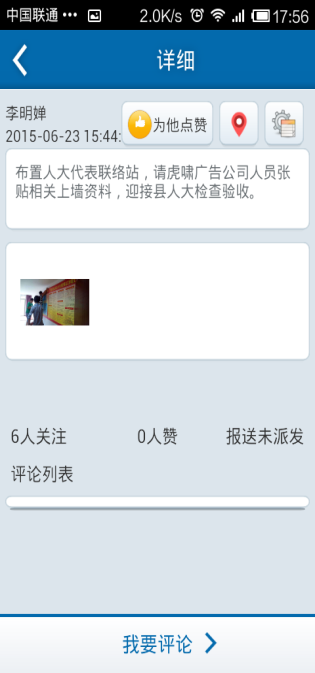 中国联通 ••• 2.0K/s 17:56
详细
李明婵
2015-06-23 15:44:
为他点赞
布置人大代表联络站，请虎啸广告公司人员张
贴相关上墙资料，迎接县人大检查验收。
6人关注 0人赞 报送未派发
评论列表
我要评论